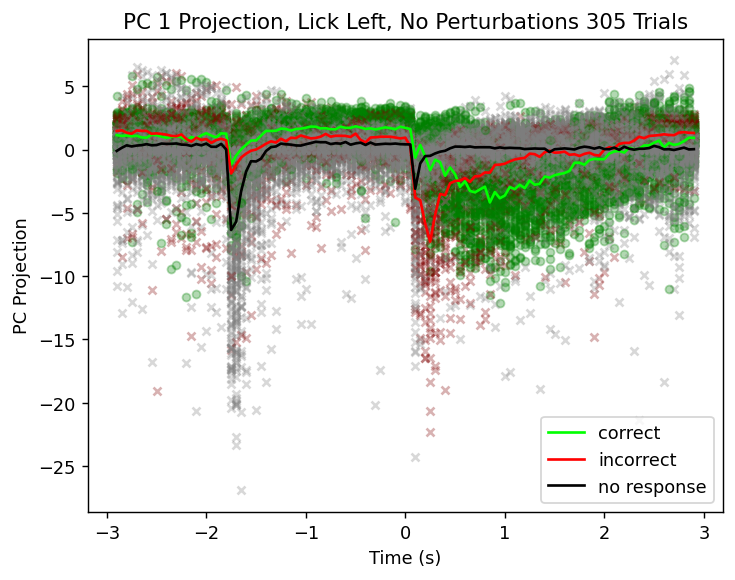 PC 1 Projection, Lick Left, No Perturbations 305 Trials
5
0
−5
−10
−15
−20
−25
PC Projection
−3
−2
−1
0
1
2
3
Time (s)
correct
incorrect
no response